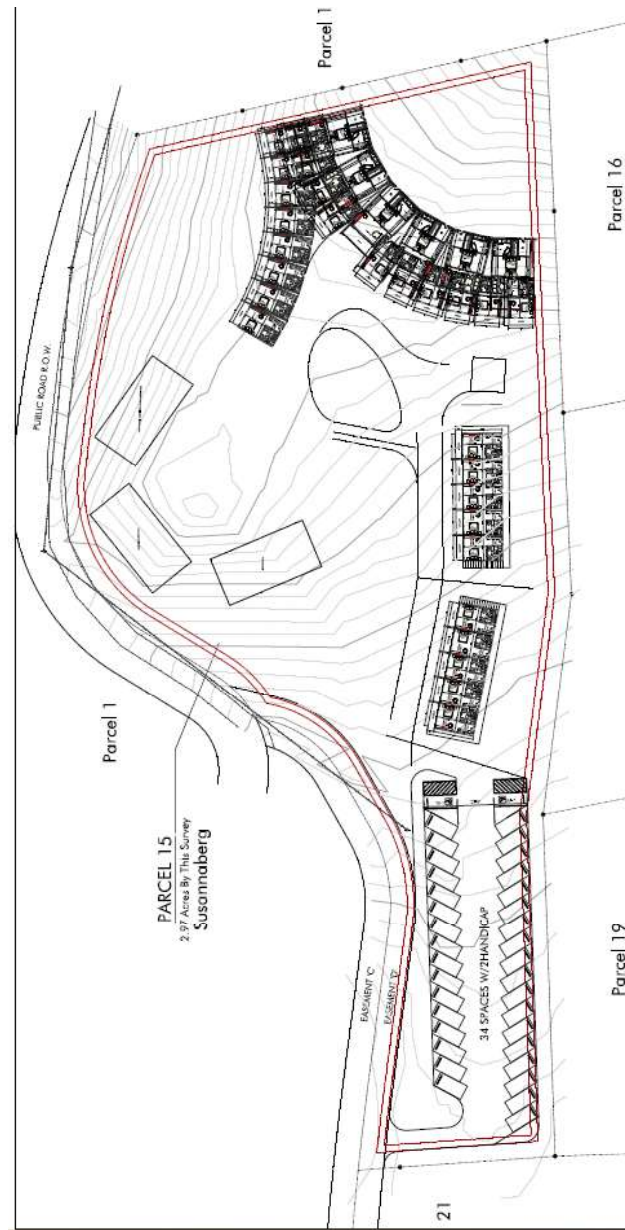 Parcel 1
PUBLIC ROAD R.O.W.
Parcel 16
Parcel 1
PARCEL 15
2.97 Acres By This Survey
Susannaberg
EASEMENT 'C'
EASEMENT 'D'
34 SPACES W/2HANDICAP
Parcel 19
21